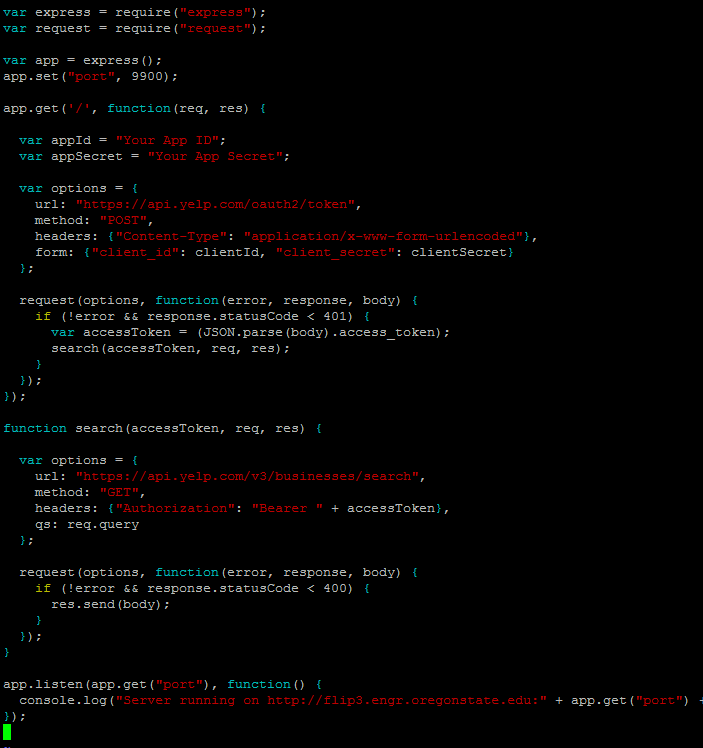 var express = require("express");
var request = require("request");

var app = express();
app.set("port", 9900);

app.get('/', function(req, res) {

  var appId = "Your App ID";
  var appSecret = "Your App Secret";

  var options = {
    url: "https://api.yelp.com/oauth2/token",
    method: "POST",
    headers: {"Content-Type": "application/x-www-form-urlencoded"},
    form: {"client_id": clientId, "client_secret": clientSecret}
  };

  request(options, function(error, response, body) {
    if (!error && response.statusCode < 401) {
      var accessToken = (JSON.parse(body).access_token);
      search(accessToken, req, res);
    }
  });
});

function search(accessToken, req, res) {

  var options = {
    url: "https://api.yelp.com/v3/businesses/search",
    method: "GET",
    headers: {"Authorization": "Bearer " + accessToken},
    qs: req.query
  };

  request(options, function(error, response, body) {
    if (!error && response.statusCode < 400) {
      res.send(body);
    }
  });
}

app.listen(app.get("port"), function() {
  console.log("Server running on http://flip3.engr.oregonstate.edu:" + app.get("port") +
});